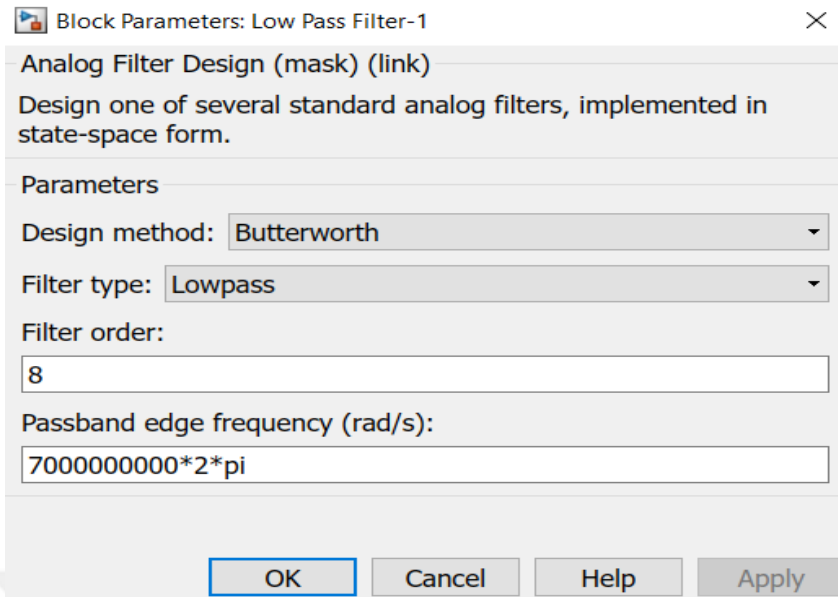 Block Parameters: Low Pass Filter-1
Analog Filter Design (mask) (link)
Design one of several standard analog filters, implemented in
state-space form.
Parameters
Design method: Butterworth
Filter type: Lowpass
Filter order:
8
Passband edge frequency (rad/s):
7000000000*2*pi
OK Cancel Help Apply